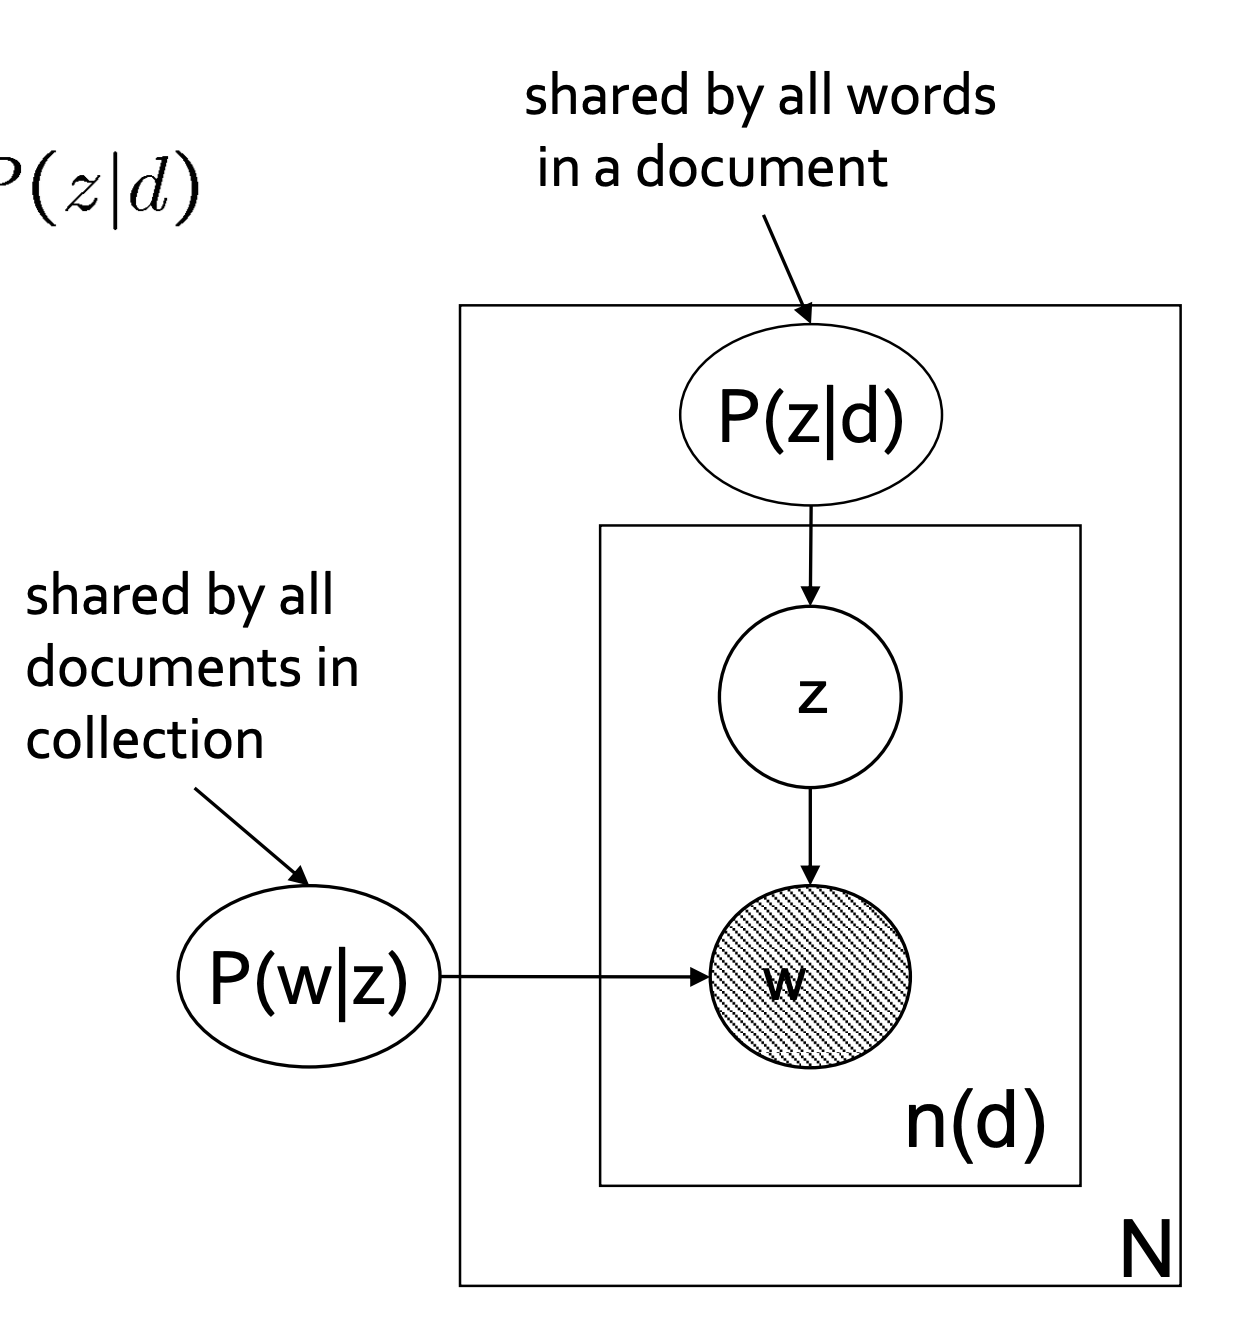 shared by all words
in a document
P(z|d)
P(z|d)
shared by all
documents in
collection
z
P(w|z)
w
n(d)
N